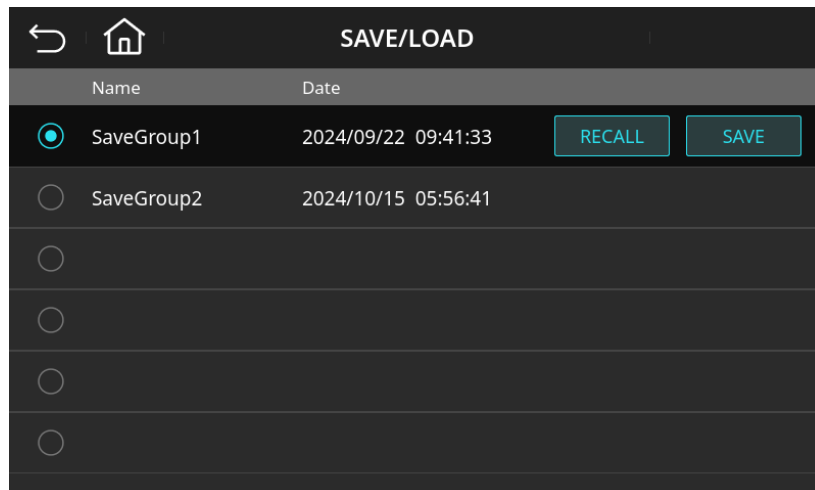 SAVE/LOAD
Name Date
SaveGroup1 2024/09/22 09:41:33 RECALL SAVE
SaveGroup2 2024/10/15 05:56:41